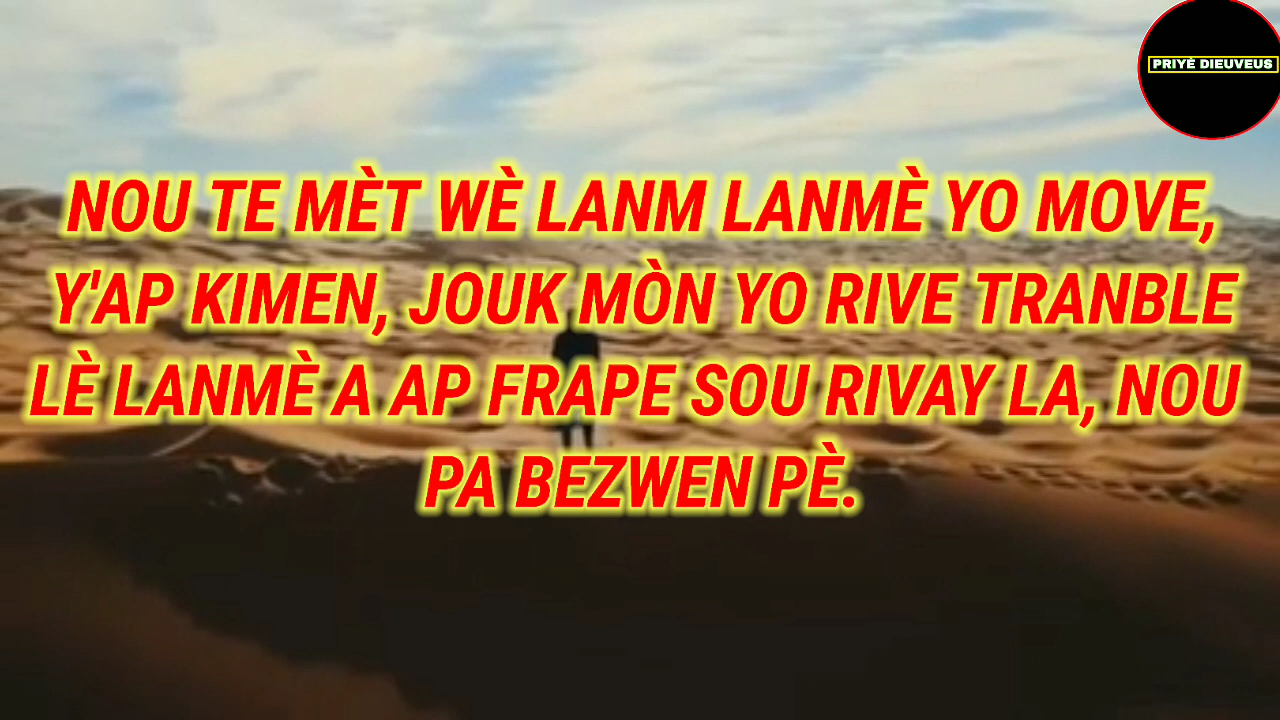 PRIYÈ DIEUVEUS
NOU TE MÈT WÈ LANM LANMÈ YO MOVE,
Y'AP KIMEN, JOUK MÒN YO RIVE TRANBLE
LÈ LANMÈ A AP FRAPE SOU RIVAY LA, NOU
PA BEZWEN PÈ.